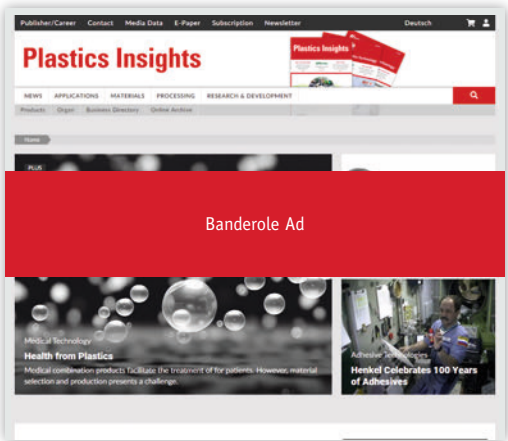 Publisher/Career Contact Media Data E-Paper Subscription Newsletter Deutsch
Plastics Insights
Plastics Insights
NEWS APPLICATIONS MATERIALS PROCESSING RESEARCH & DEVELOPMENT
Products Organ Business Directory Online Archive
Home
PLUS
Banderole Ad
Medical Technology
Health from Plastics
Medical combination products facilitate the treatment of for patients. However, material
selection and production presents a challenge.
Adhesive Technologies
Henkel Celebrates 100 Years
of Adhesives